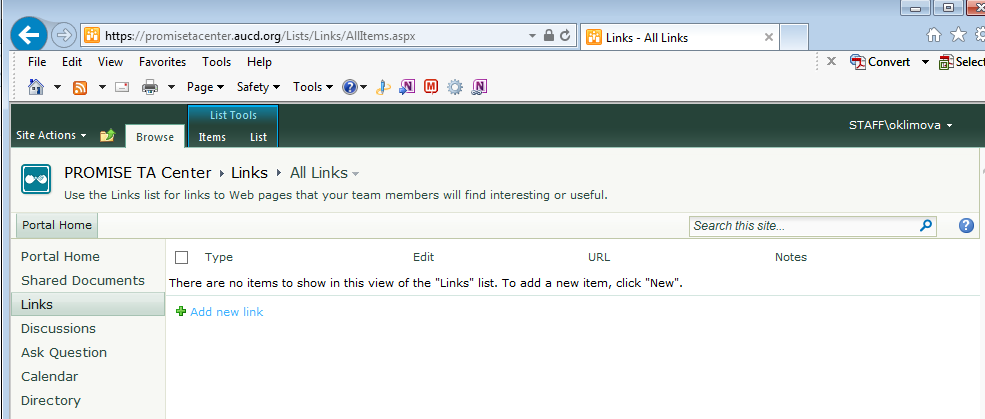 https://promisetacenter.aucd.org/Lists/Links/AllItems.aspx
Links - All Links
File Edit View Favorites Tools Help
Convert Select
Page Safety Tools
List Tools
Site Actions Browse Items List
STAFF\oklimova
PROMISE TA Center Links All Links
Use the Links list for links to Web pages that your team members will find interesting or useful.
Portal Home
Search this site...
Portal Home
Shared Documents
Links
Discussions
Ask Question
Calendar
Directory
Type Edit URL Notes
There are no items to show in this view of the "Links" list. To add a new item, click "New".
Add new link